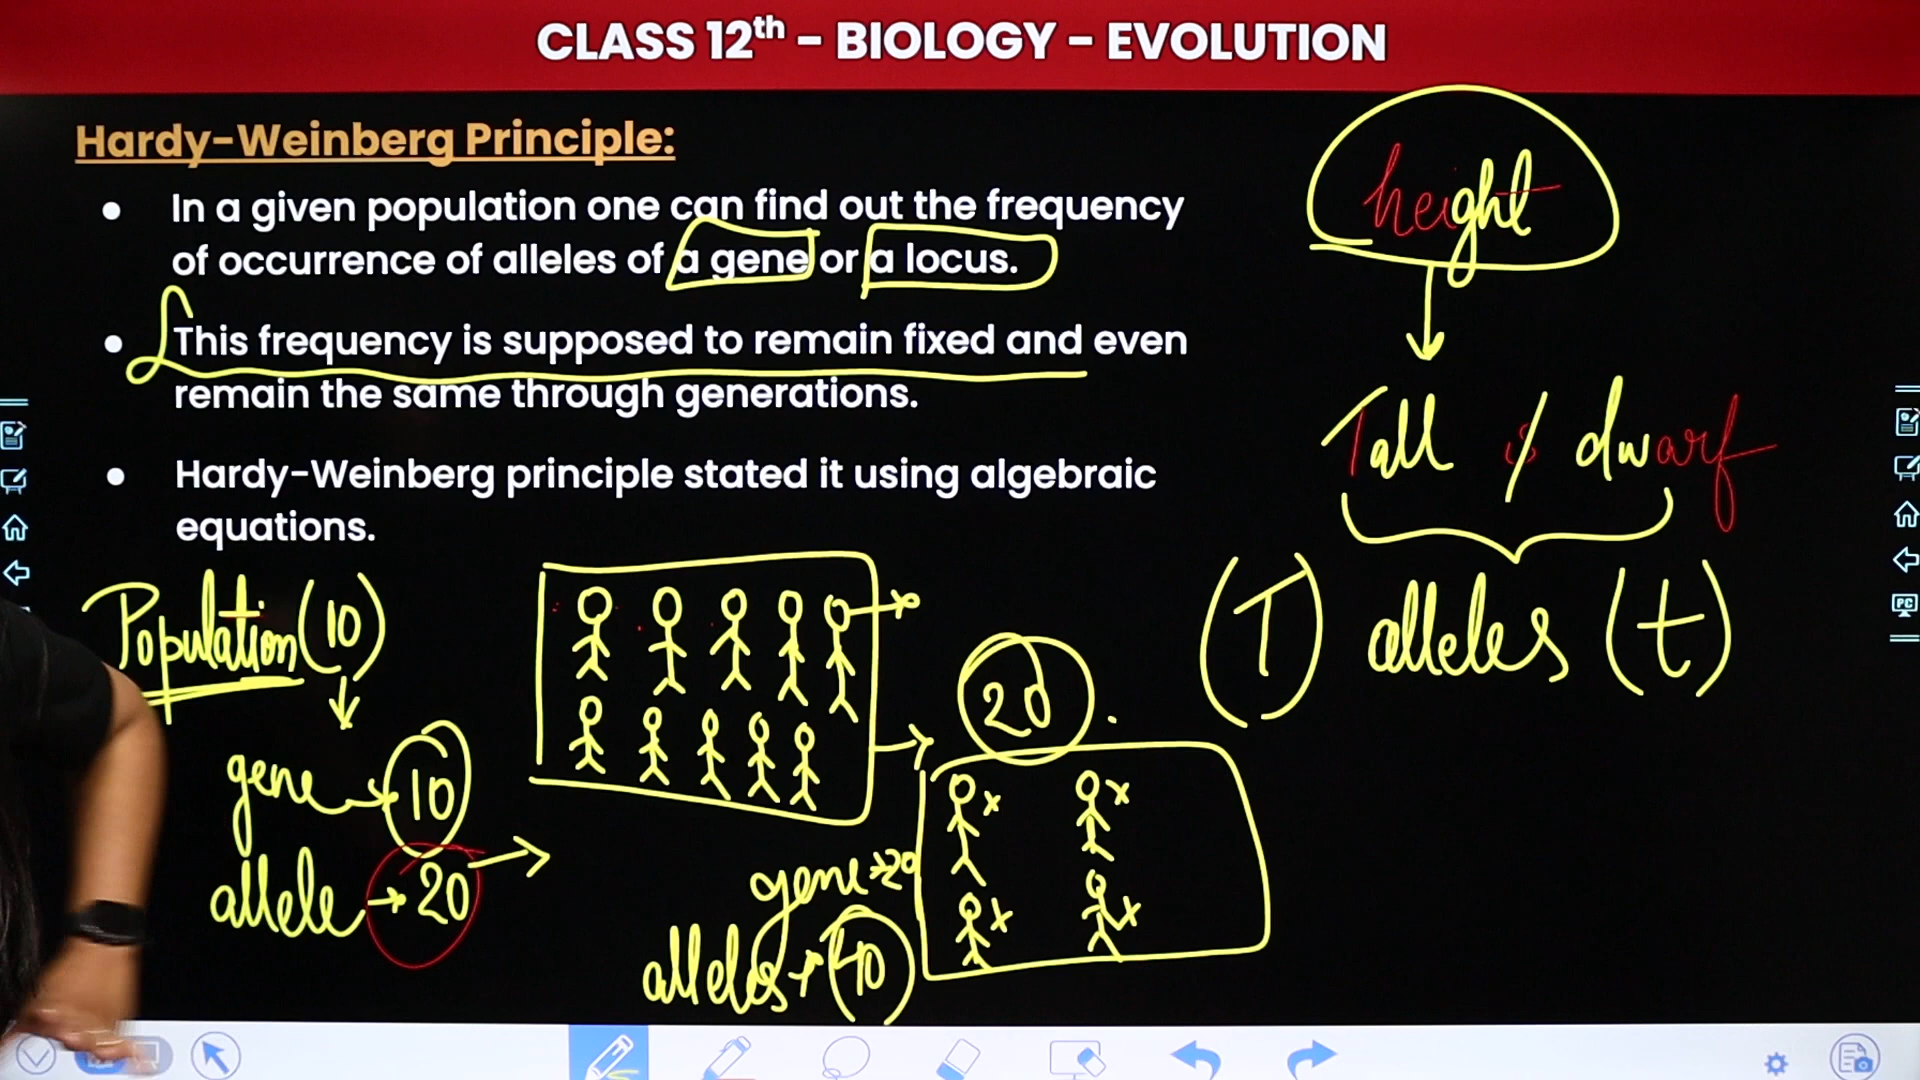 CLASS 12th - BIOLOGY - EVOLUTION
Hardy-Weinberg Principle:
• In a given population one can find out the frequency
of occurrence of alleles of a gene or a locus.
• This frequency is supposed to remain fixed and even
remain the same through generations.
• Hardy-Weinberg principle stated it using algebraic
equations.
height
Tall / dwarf
(T) alleles (t)
Population (10)
gene → 10
allele → 20
20
gene → 20
alleles → 40
PC